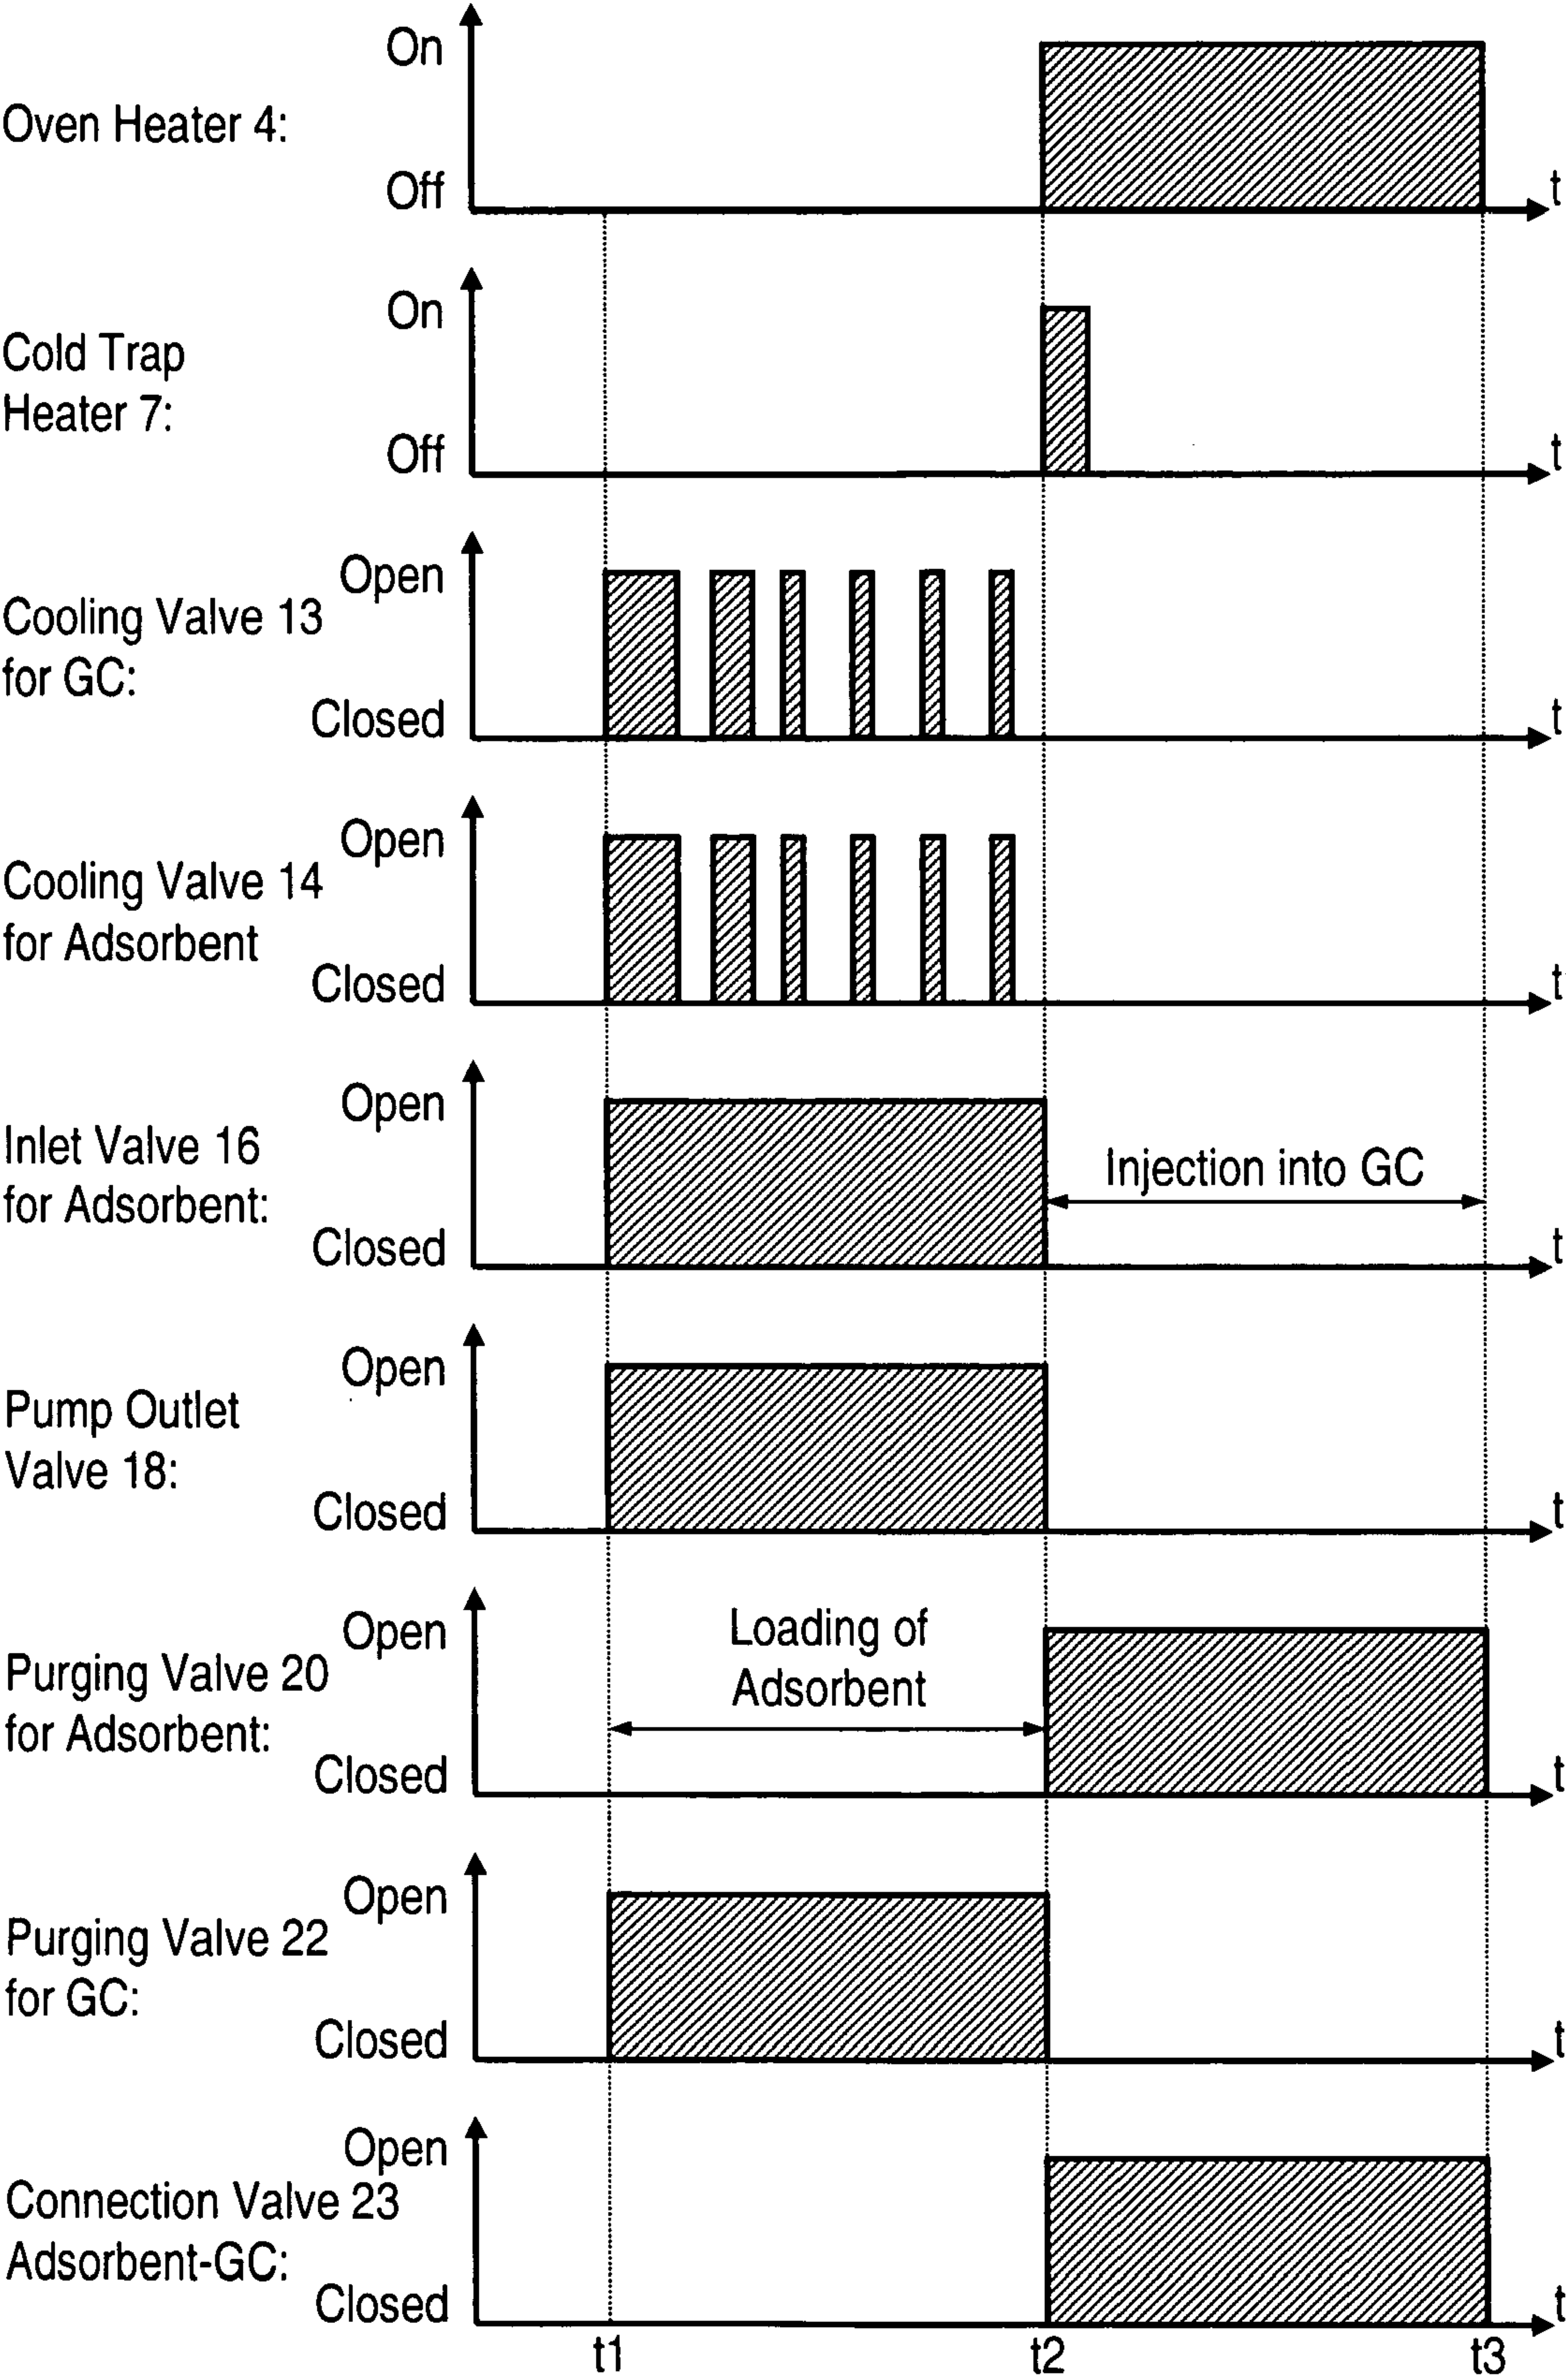 On
Oven Heater 4:
Off
t
On
Cold Trap
Heater 7:
Off
t
Open
Cooling Valve 13
for GC:
Closed
t
Open
Cooling Valve 14
for Adsorbent
Closed
t
Open
Inlet Valve 16
for Adsorbent:
Injection into GC
Closed
t
Open
Pump Outlet
Valve 18:
Closed
t
Open
Loading of
Adsorbent
Purging Valve 20
for Adsorbent:
Closed
t
Open
Purging Valve 22
for GC:
Closed
t
Open
Connection Valve 23
Adsorbent-GC:
Closed
t
t1 t2 t3